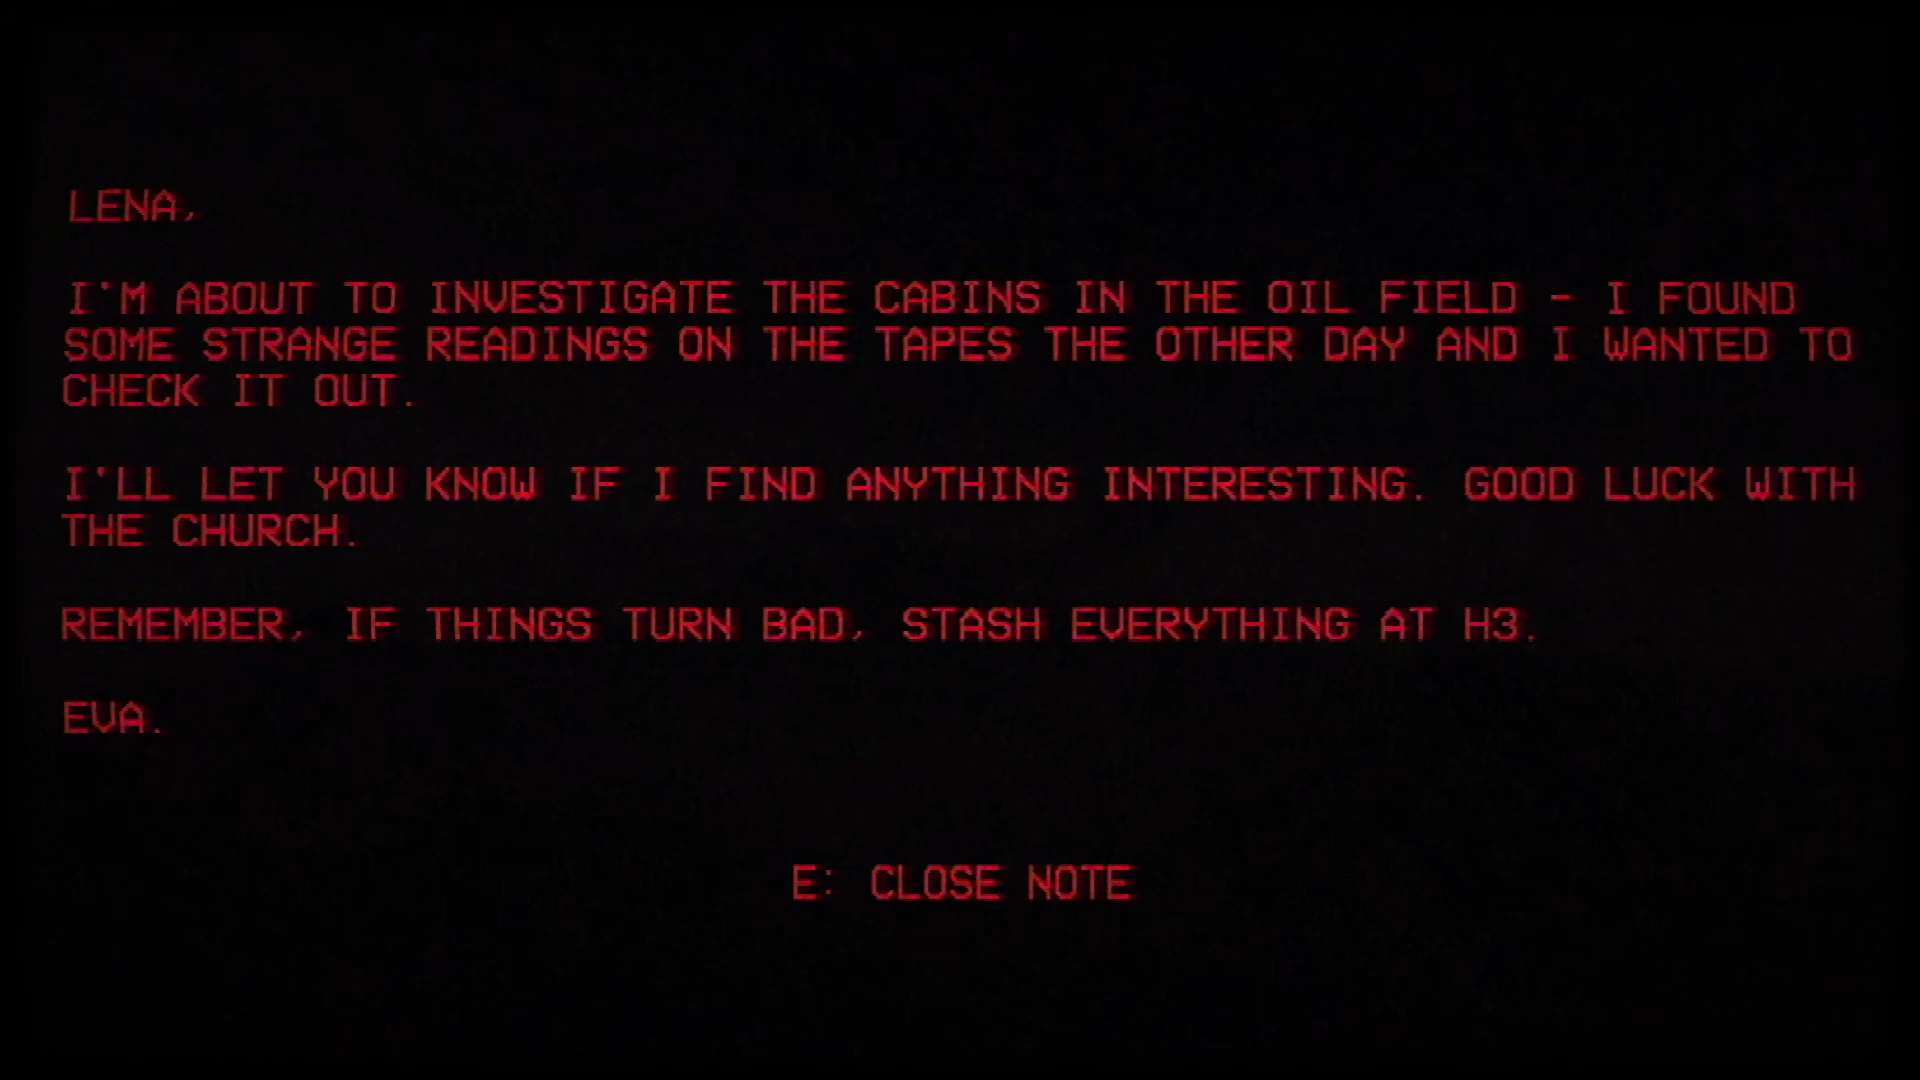 LENA,
I'M ABOUT TO INVESTIGATE THE CABINS IN THE OIL FIELD - I FOUND
SOME STRANGE READINGS ON THE TAPES THE OTHER DAY AND I WANTED TO
CHECK IT OUT.
I'LL LET YOU KNOW IF I FIND ANYTHING INTERESTING. GOOD LUCK WITH
THE CHURCH.
REMEMBER, IF THINGS TURN BAD, STASH EVERYTHING AT H3.
EVA.
E: CLOSE NOTE